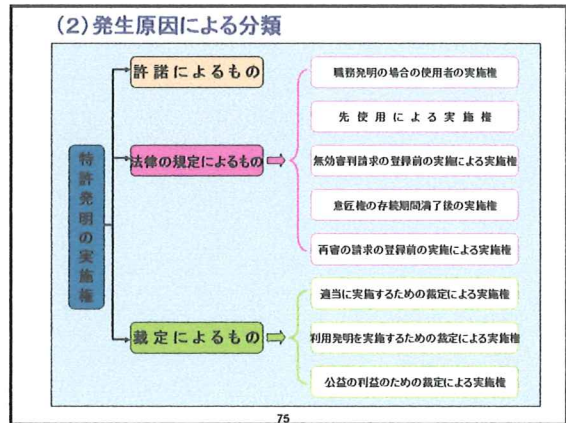 (2)発生原因による分類
特許発明の実施権
許諾によるもの
法律の規定によるもの
職務発明の場合の使用者の実施権
先使用による実施権
無効審判請求の登録前の実施による実施権
意匠権の存続期間満了後の実施権
再審の請求の登録前の実施による実施権
裁定によるもの
適当に実施するための裁定による実施権
利用発明を実施するための裁定による実施権
公益の利益のための裁定による実施権
75